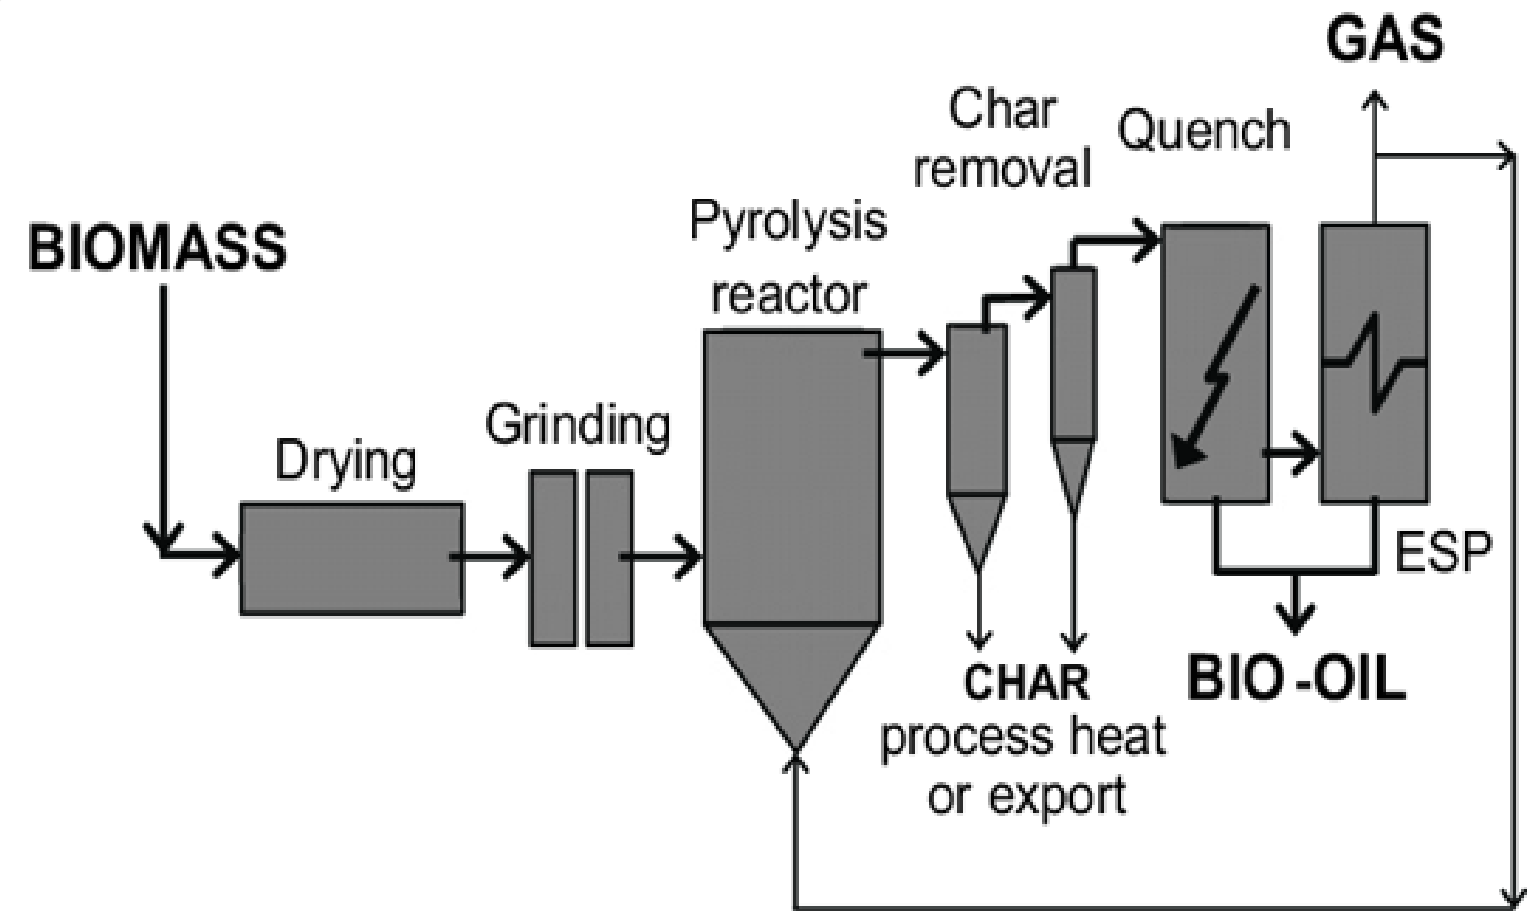 GAS
Char
removal
Quench
Pyrolysis
reactor
BIOMASS
Grinding
Drying
ESP
CHAR
process heat
or export
BIO-OIL